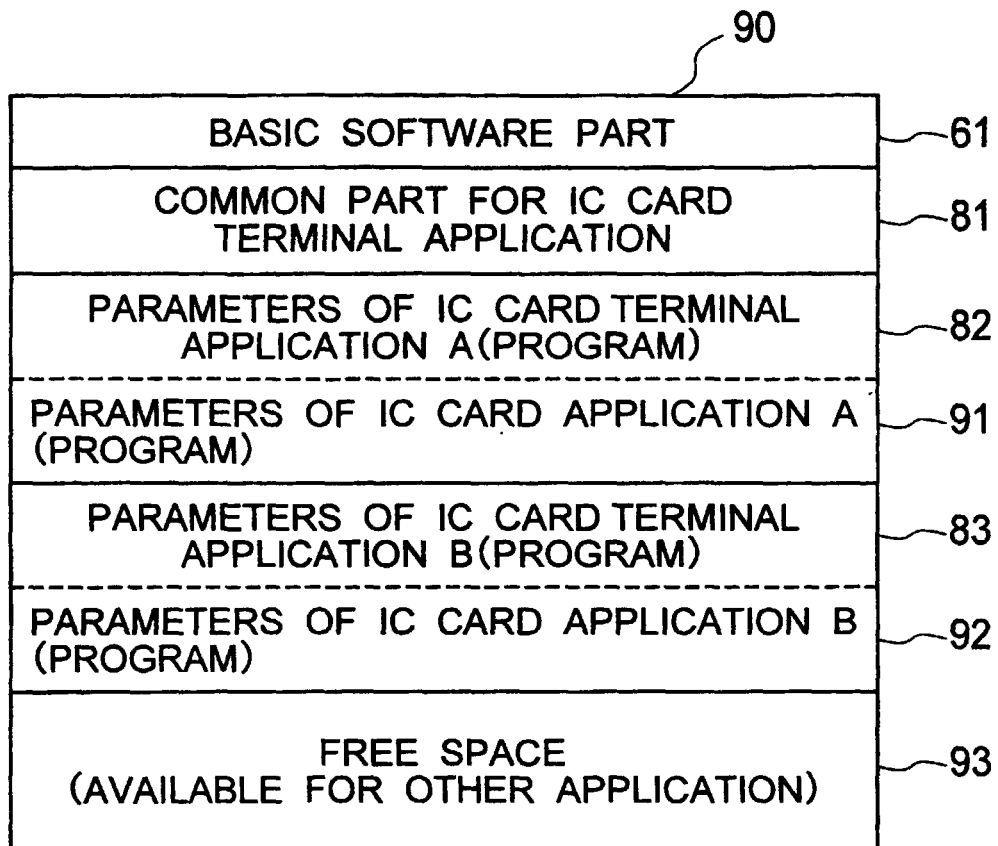 90
BASIC SOFTWARE PART
61
COMMON PART FOR IC CARD
TERMINAL APPLICATION
81
PARAMETERS OF IC CARD TERMINAL
APPLICATION A(PROGRAM)
82
PARAMETERS OF IC CARD APPLICATION A
(PROGRAM)
91
PARAMETERS OF IC CARD TERMINAL
APPLICATION B(PROGRAM)
83
PARAMETERS OF IC CARD APPLICATION B
(PROGRAM)
92
FREE SPACE
(AVAILABLE FOR OTHER APPLICATION)
93